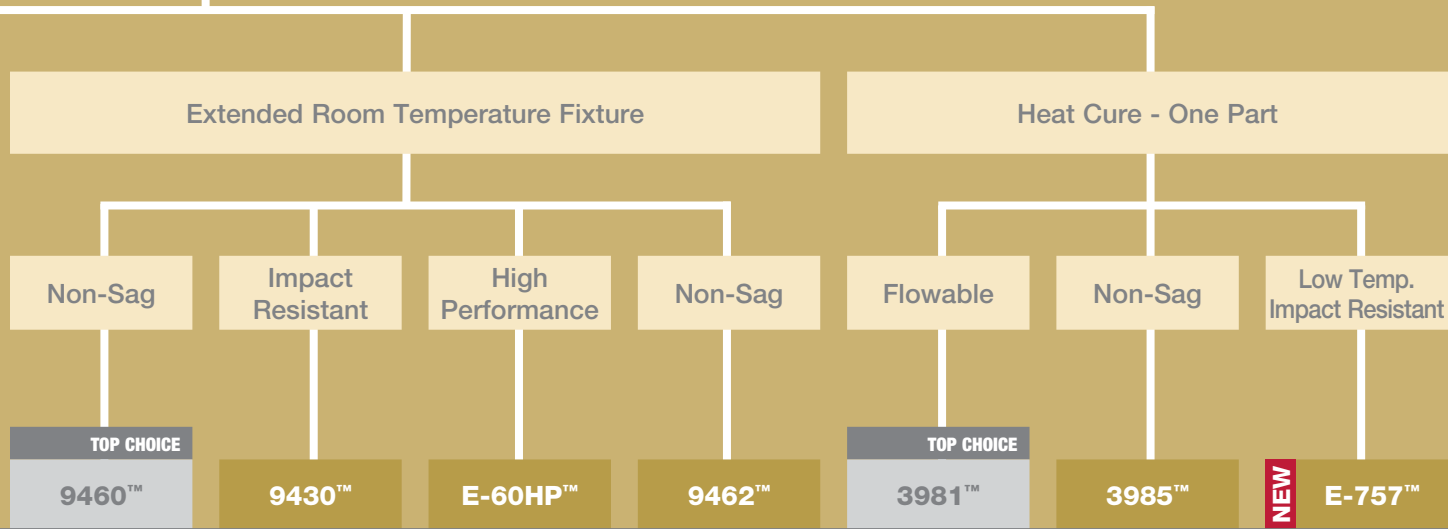 Extended Room Temperature Fixture
Heat Cure - One Part
Non-Sag
Impact
Resistant
High
Performance
Non-Sag
Flowable
Non-Sag
Low Temp.
Impact Resistant
TOP CHOICE
9460™
9430™
E-60HP™
9462™
TOP CHOICE
3981™
3985™
NEW
E-757™